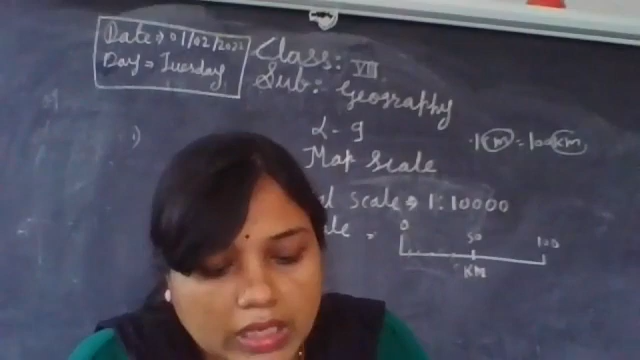 Date → 01/02/2022
Day = Tuesday
Class: VII
Sub: Geography
L-9
Map Scale
1 cm = 100 km
scale → 1:10000
0 50 100
KM